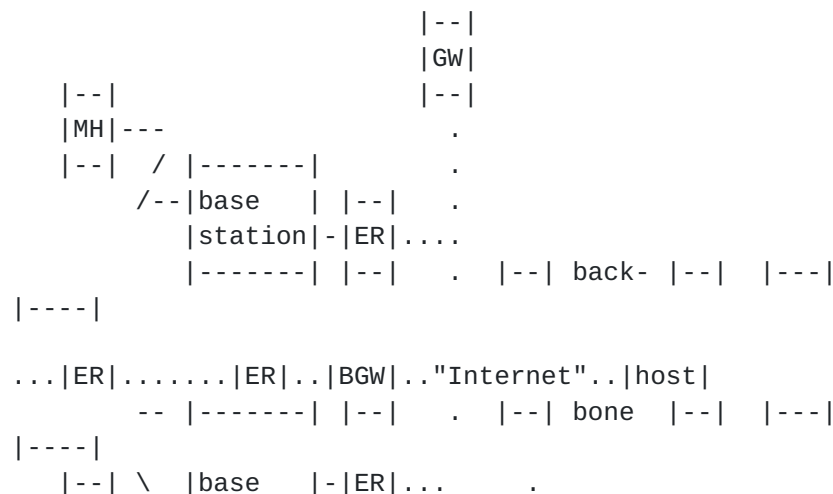 |--|
                          |GW|
   |--|                   |--|
   |MH|---                  .
   |--|  / |-------|        .
        /--|base   | |--|   .
           |station|-|ER|....
           |-------| |--|   .  |--| back- |--|  |---|
|----|
...|ER|.......|ER|..|BGW|.."Internet"..|host|
        -- |-------| |--|   .  |--| bone  |--|  |---|
|----|
   |--| \  |base   |-|ER|...     .